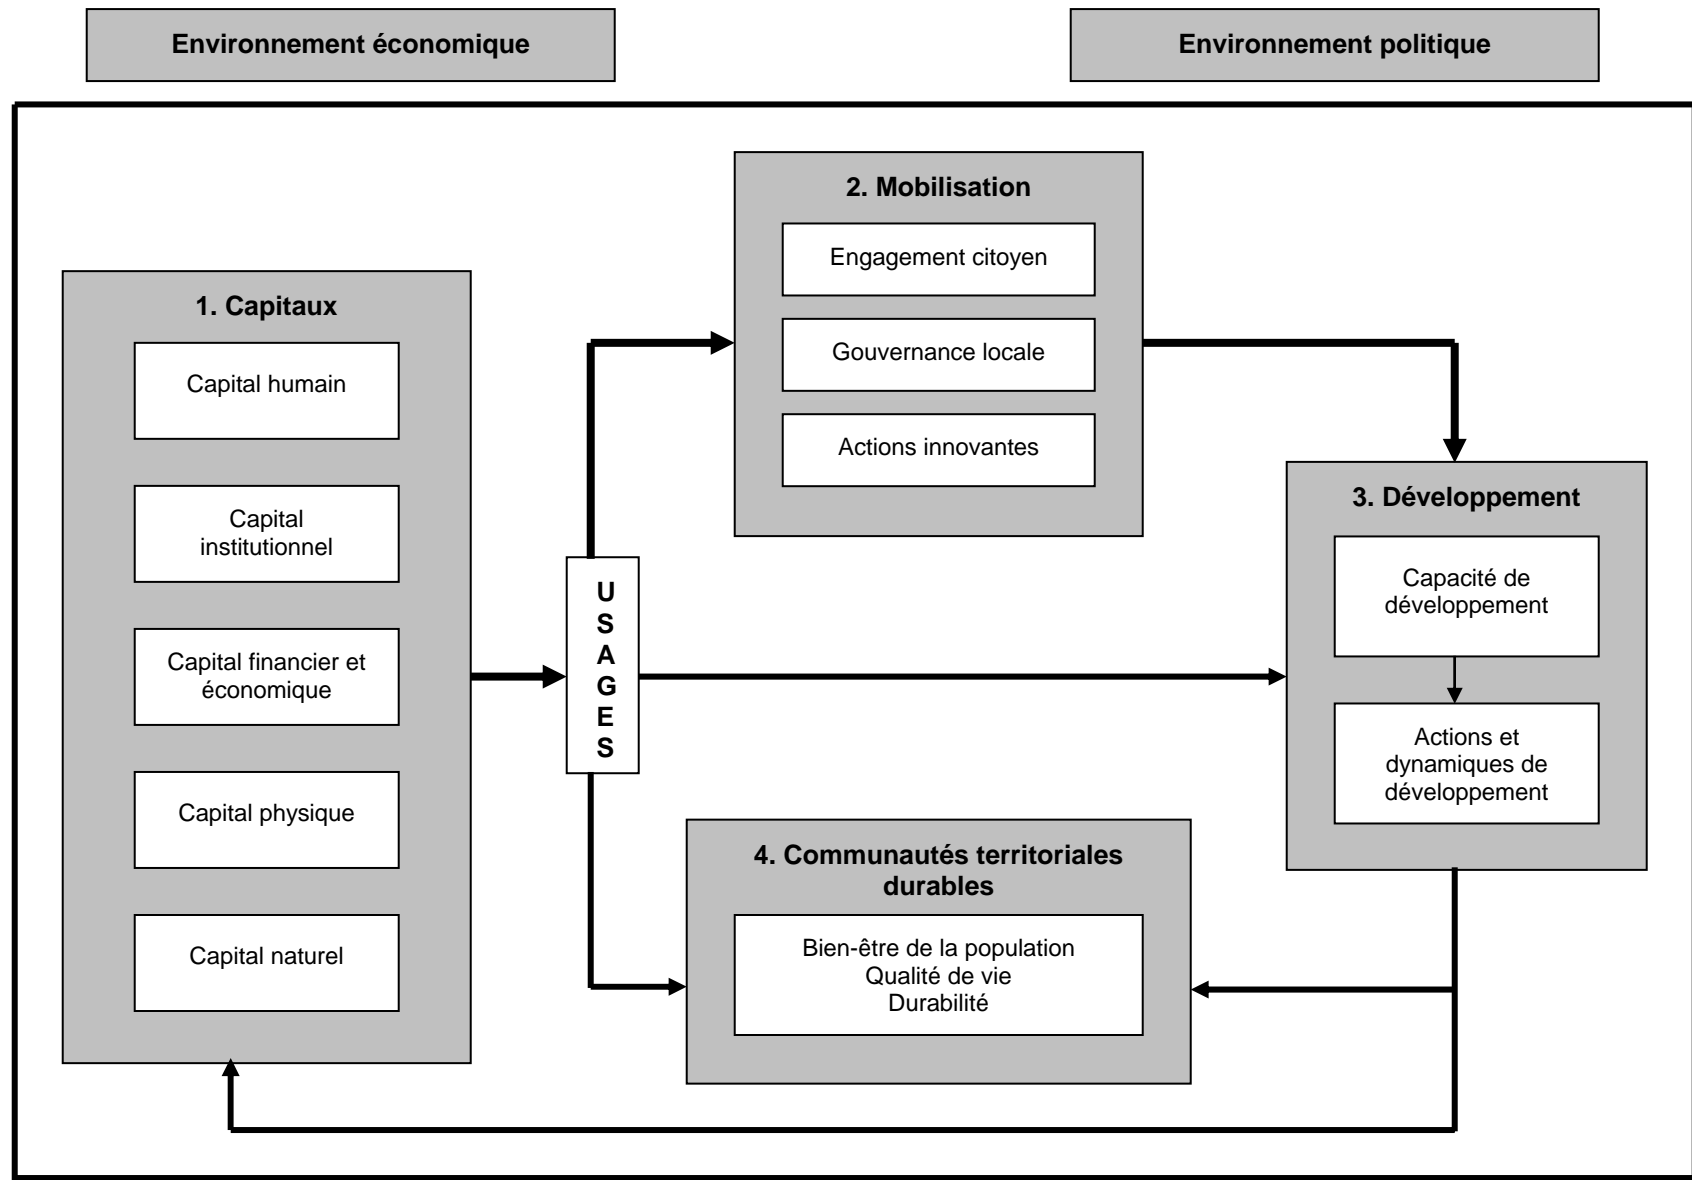 Environnement économique
Environnement politique
1. Capitaux
Capital humain
Capital
institutionnel
Capital financier et
économique
Capital physique
Capital naturel
U
S
A
G
E
S
2. Mobilisation
Engagement citoyen
Gouvernance locale
Actions innovantes
3. Développement
Capacité de
développement
Actions et
dynamiques de
développement
4. Communautés territoriales
durables
Bien-être de la population
Qualité de vie
Durabilité